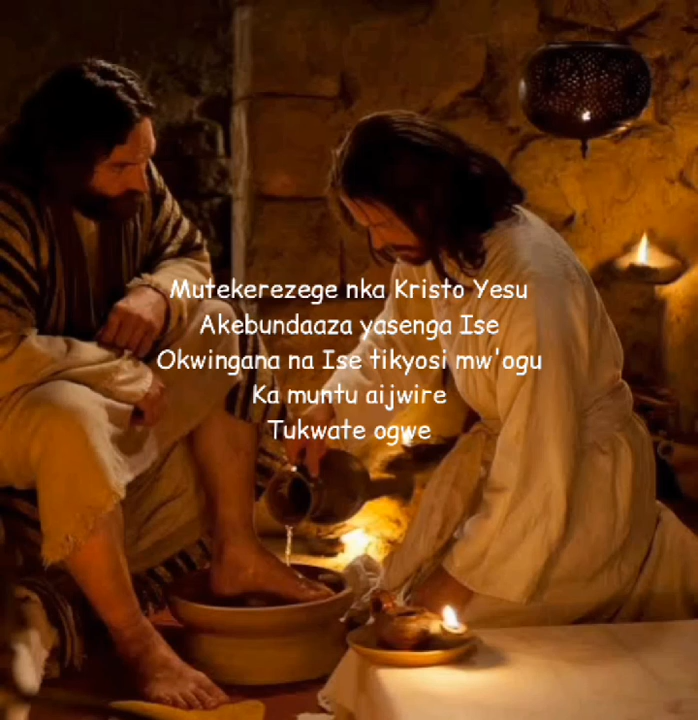 Mutekerezege nka Kristo Yesu
Akebundaaza yasenga Ise
Okwingana na Ise tikyosi mw'ogu
Ka muntu aijwire
Tukwate ogwe